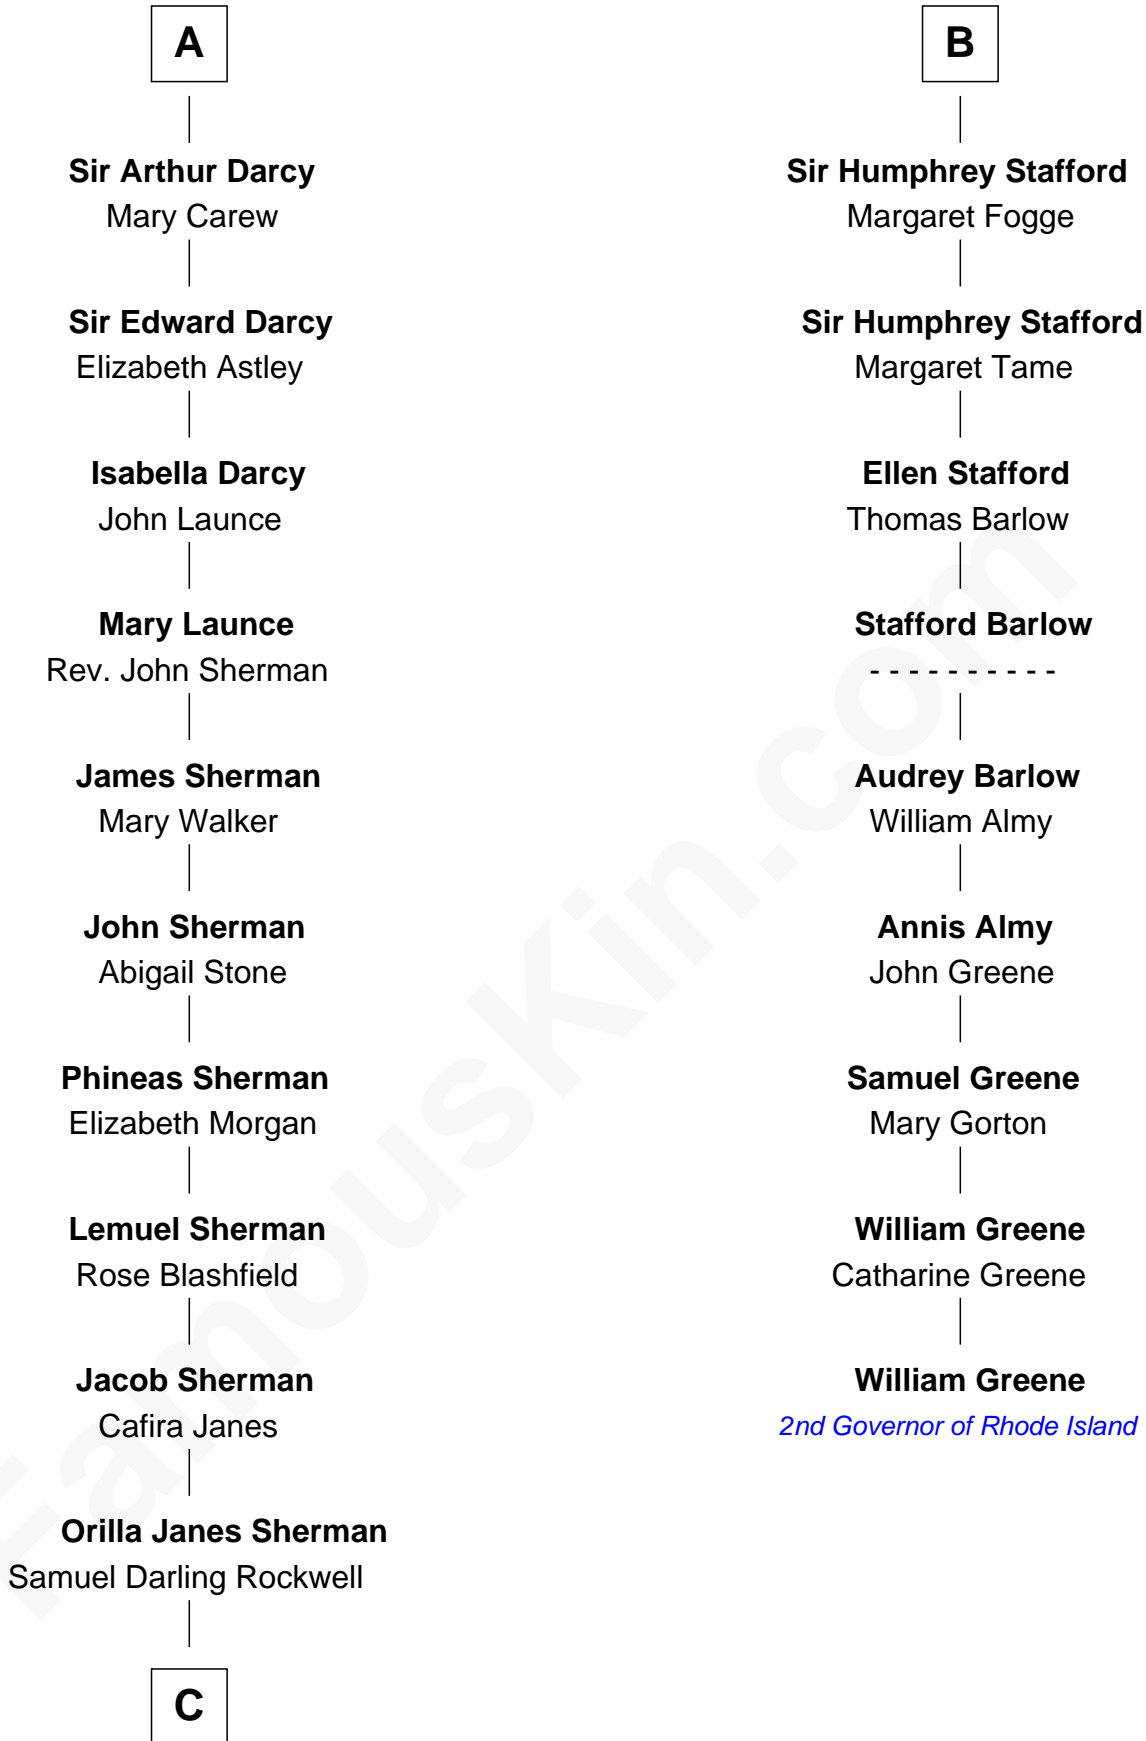 A
Sir Arthur Darcy
Mary Carew
Sir Edward Darcy
Elizabeth Astley
Isabella Darcy
John Launce
Mary Launce
Rev. John Sherman
James Sherman
Mary Walker
John Sherman
Abigail Stone
Phineas Sherman
Elizabeth Morgan
Lemuel Sherman
Rose Blashfield
Jacob Sherman
Cafira Janes
Orilla Janes Sherman
Samuel Darling Rockwell
C
B
Sir Humphrey Stafford
Margaret Fogge
Sir Humphrey Stafford
Margaret Tame
Ellen Stafford
Thomas Barlow
Stafford Barlow
- - - - - - - - - -
Audrey Barlow
William Almy
Annis Almy
John Greene
Samuel Greene
Mary Gorton
William Greene
Catharine Greene
William Greene
2nd Governor of Rhode Island
FamousKin.com